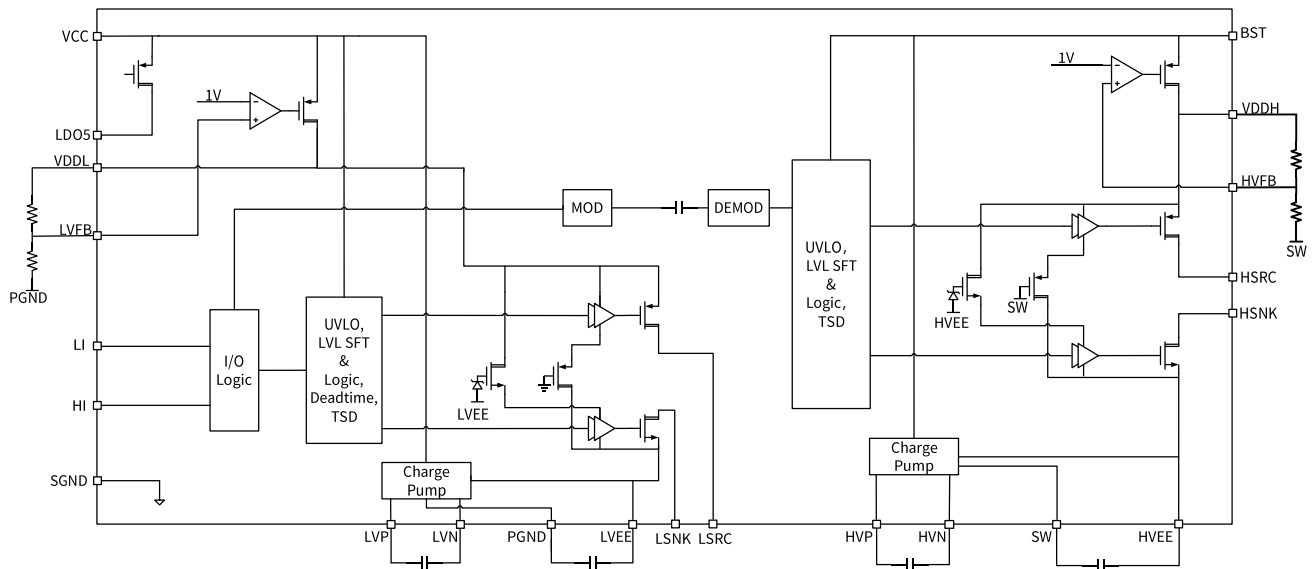 VCC
BST
1V
1V
VDDH
LDO5
VDDL
HVFB
MOD
DEMOD
LVFB
UVLO,
LVL SFT
&
Logic,
TSD
SW
HSRC
PGND
SW
HVEE
HSNK
LI
I/O
Logic
UVLO,
LVL SFT
&
Logic,
Deadtime,
TSD
HI
LVEE
Charge
Pump
Charge
Pump
SGND
LVP
LVN
PGND
LVEE
LSNK
LSRC
HVP
HVN
SW
HVEE